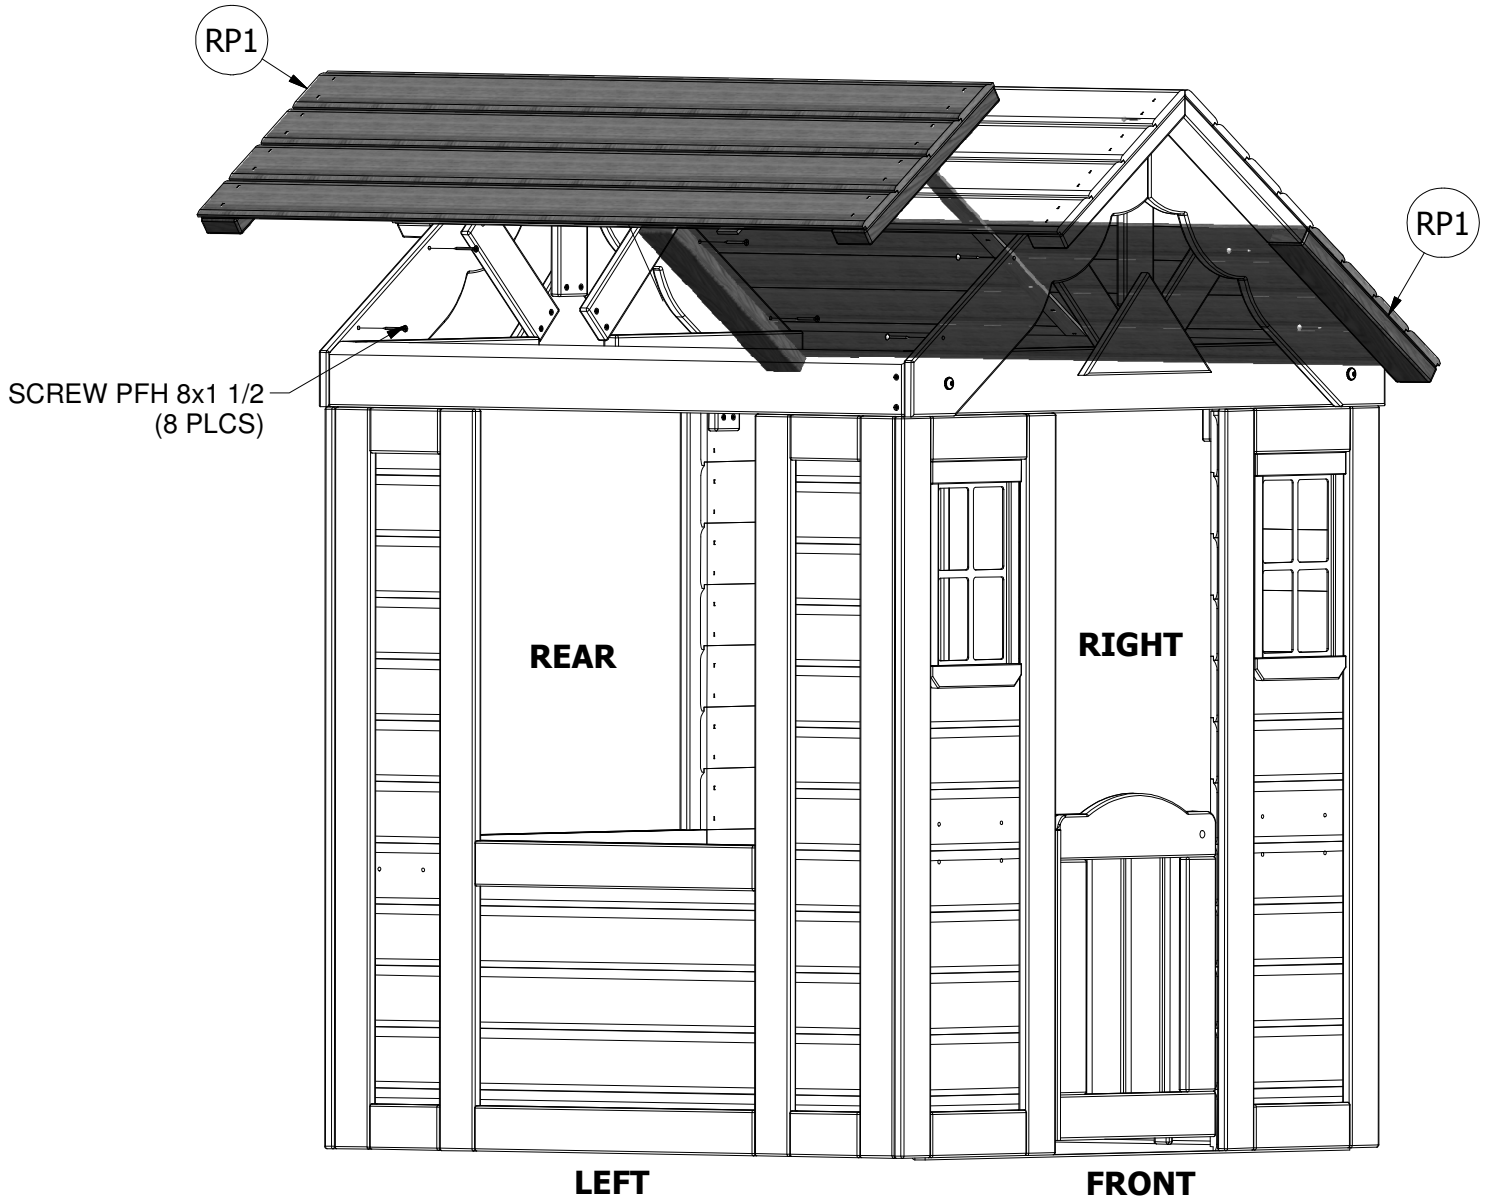 RP1
RP1
SCREW PFH 8x1 1/2
(8 PLCS)
REAR
RIGHT
LEFT
FRONT